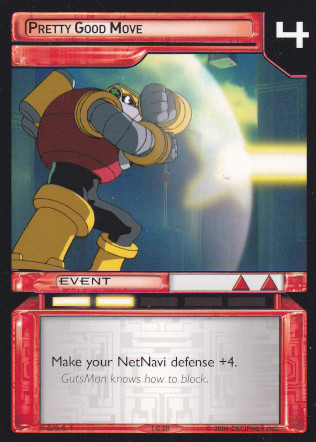 PRETTY GOOD MOVE
4
EVENT
Make your NetNavi defense +4.
GutsMan knows how to block.